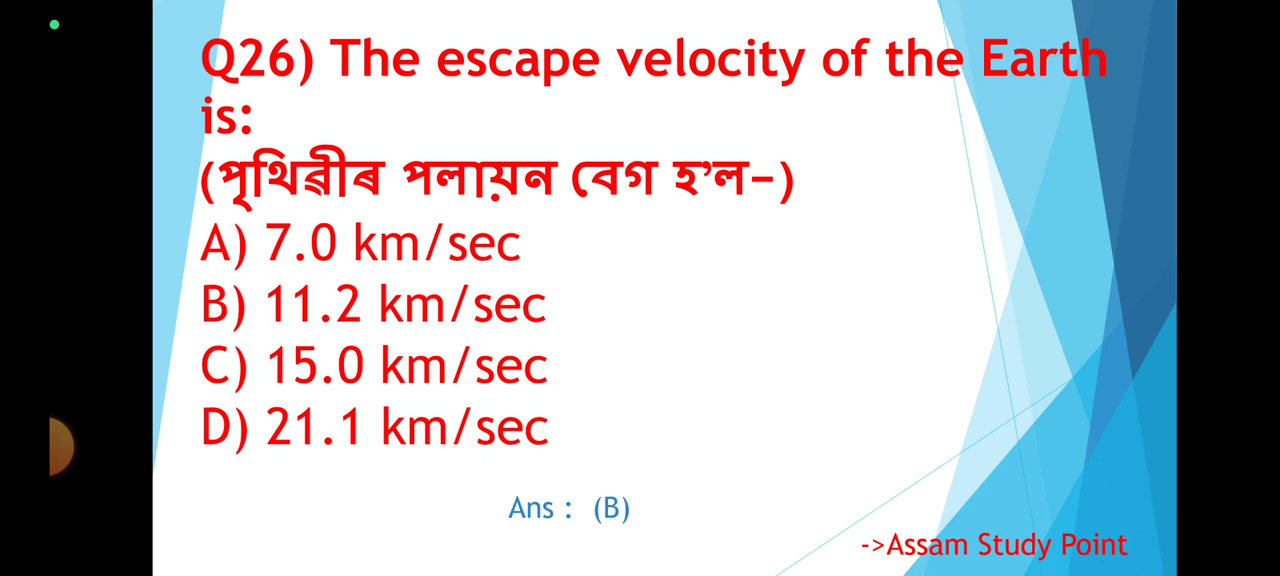 Q26) The escape velocity of the Earth
is:
(পৃথিৱীৰ পলায়ন বেগ হ’ল–)
A) 7.0 km/sec
B) 11.2 km/sec
C) 15.0 km/sec
D) 21.1 km/sec
Ans : (B)
->Assam Study Point